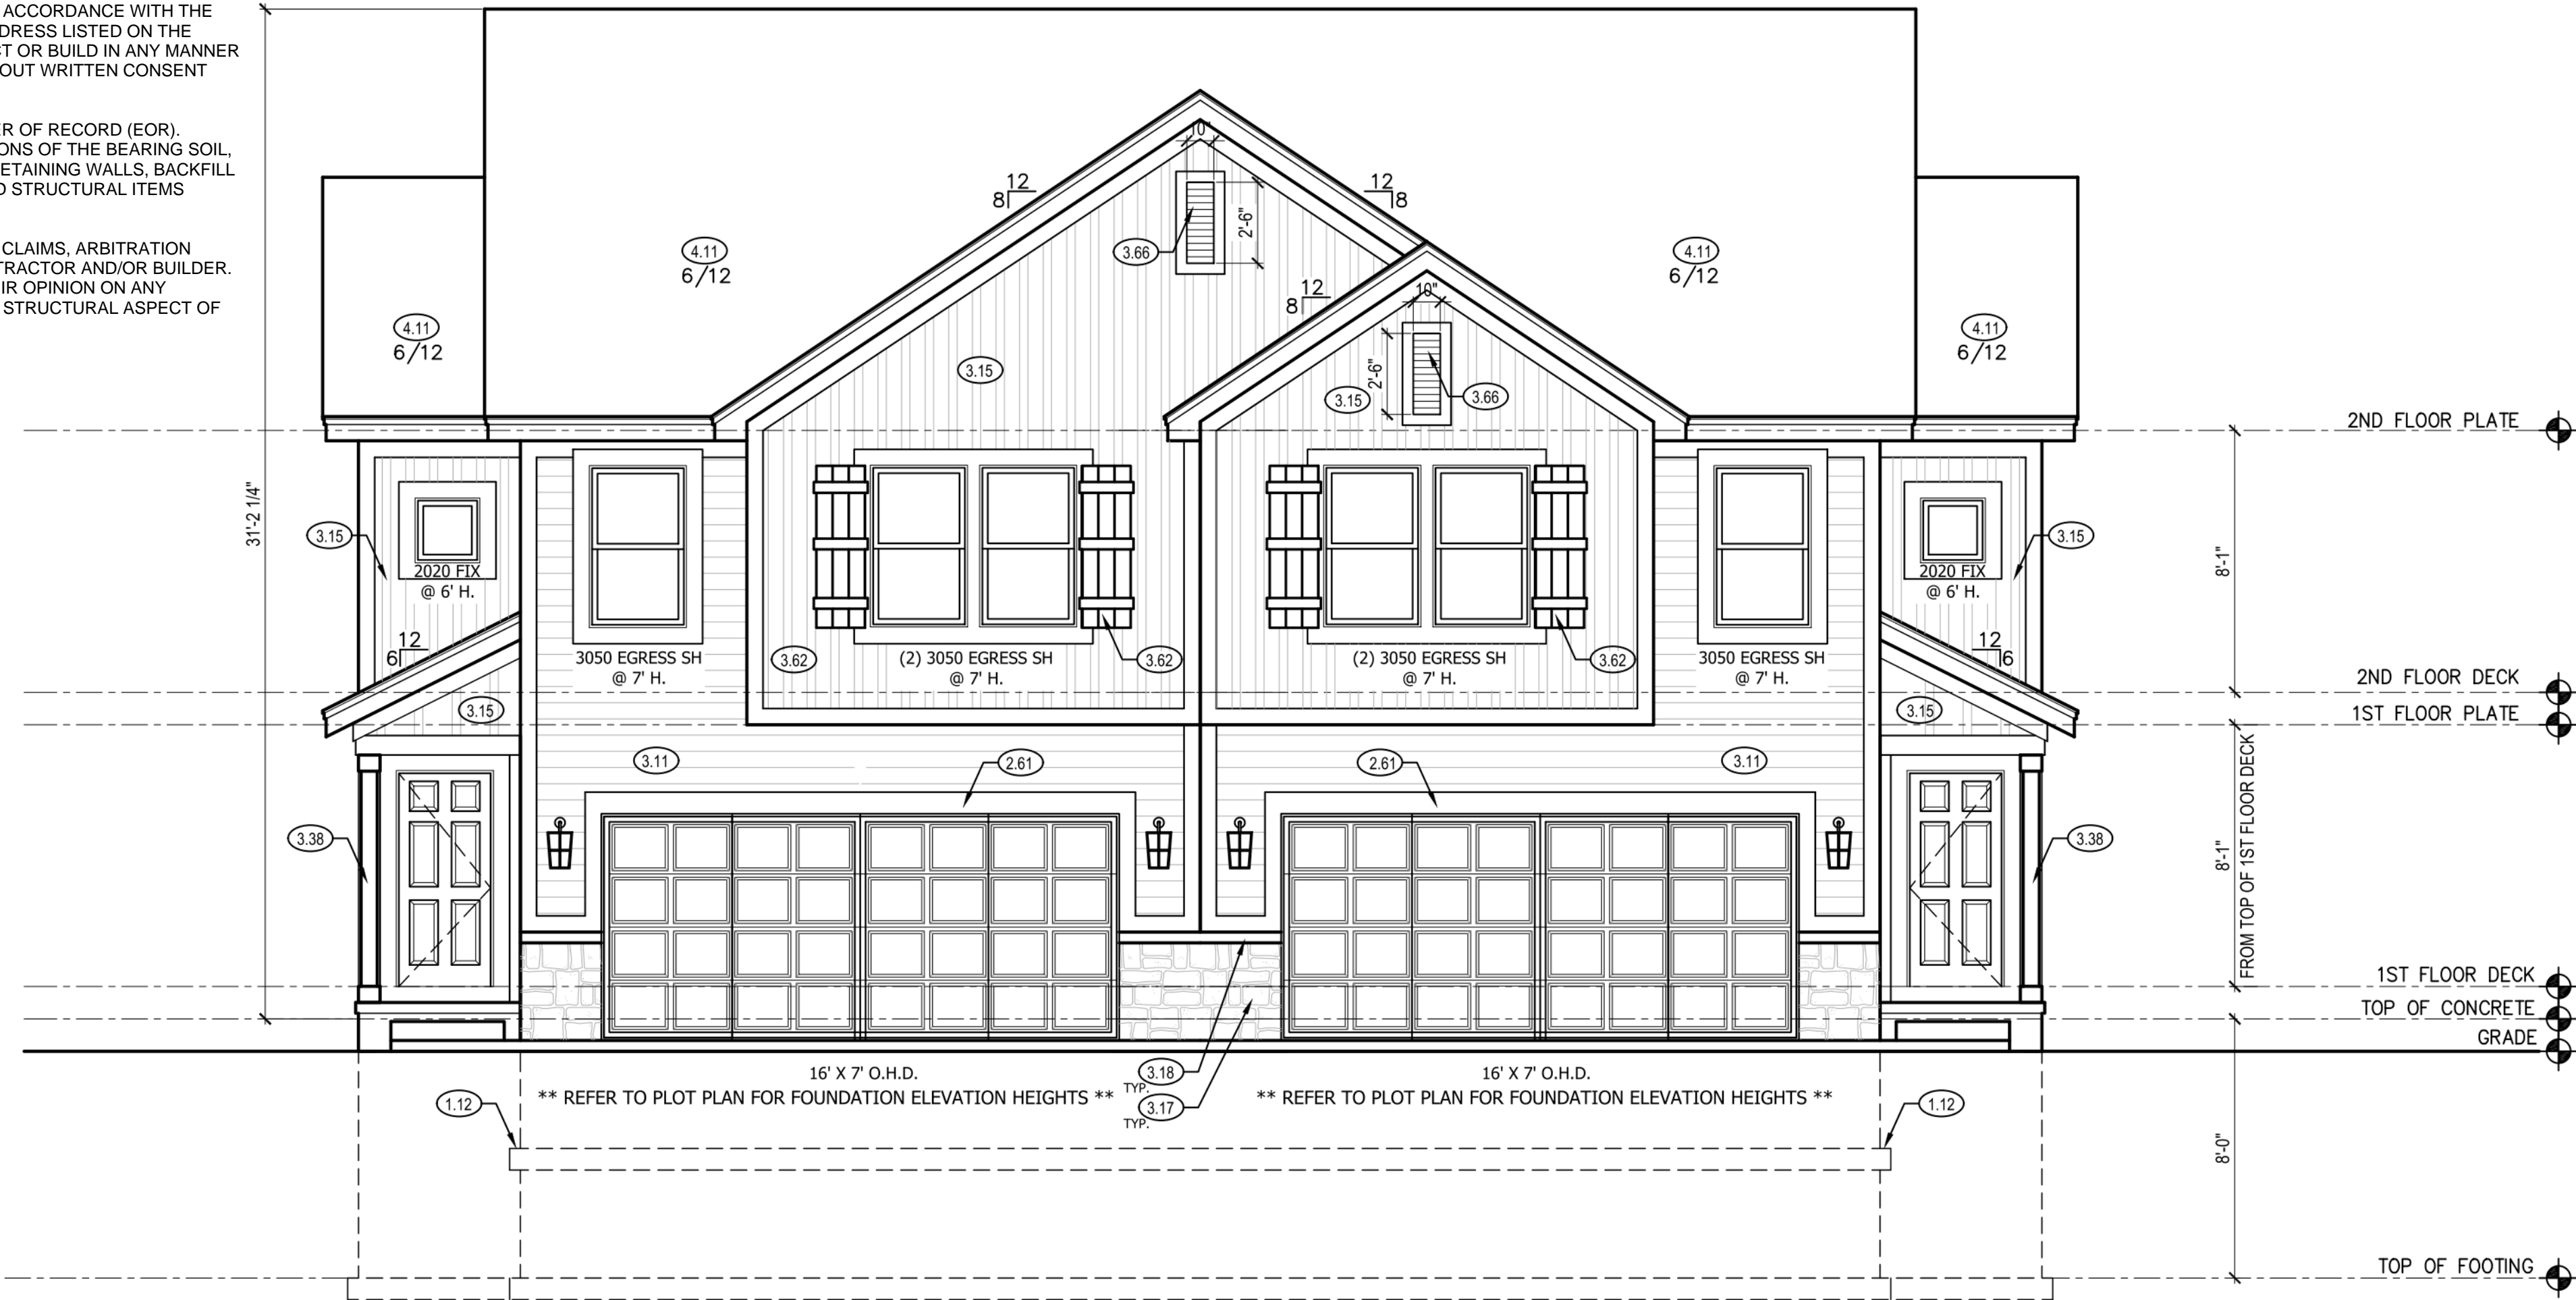 ACCORDANCE WITH THE
DRESS LISTED ON THE
CT OR BUILD IN ANY MANNER
OUT WRITTEN CONSENT
ER OF RECORD (EOR).
ONS OF THE BEARING SOIL,
ETAINING WALLS, BACKFILL
D STRUCTURAL ITEMS
CLAIMS, ARBITRATION
TRACTOR AND/OR BUILDER.
IR OPINION ON ANY
STRUCTURAL ASPECT OF
31'-2 1/4"
10"
12
8
12
8
2'-6"
3.66
4.11
6/12
4.11
6/12
12
8
10"
4.11
6/12
4.11
6/12
3.15
2'-6"
3.15
3.66
2ND FLOOR PLATE
3.15
3.15
2020 FIX
@ 6' H.
2020 FIX
@ 6' H.
8'-1"
12
6
12
6
3050 EGRESS SH
@ 7' H.
3.62
(2) 3050 EGRESS SH
@ 7' H.
3.62
(2) 3050 EGRESS SH
@ 7' H.
3.62
3050 EGRESS SH
@ 7' H.
2ND FLOOR DECK
3.15
3.15
1ST FLOOR PLATE
3.11
2.61
2.61
3.11
3.38
3.38
8'-1"
FROM TOP OF 1ST FLOOR DECK
1ST FLOOR DECK
TOP OF CONCRETE
GRADE
16' X 7' O.H.D.
** REFER TO PLOT PLAN FOR FOUNDATION ELEVATION HEIGHTS **
3.18
TYP.
3.17
TYP.
16' X 7' O.H.D.
** REFER TO PLOT PLAN FOR FOUNDATION ELEVATION HEIGHTS **
1.12
1.12
8'-0"
TOP OF FOOTING